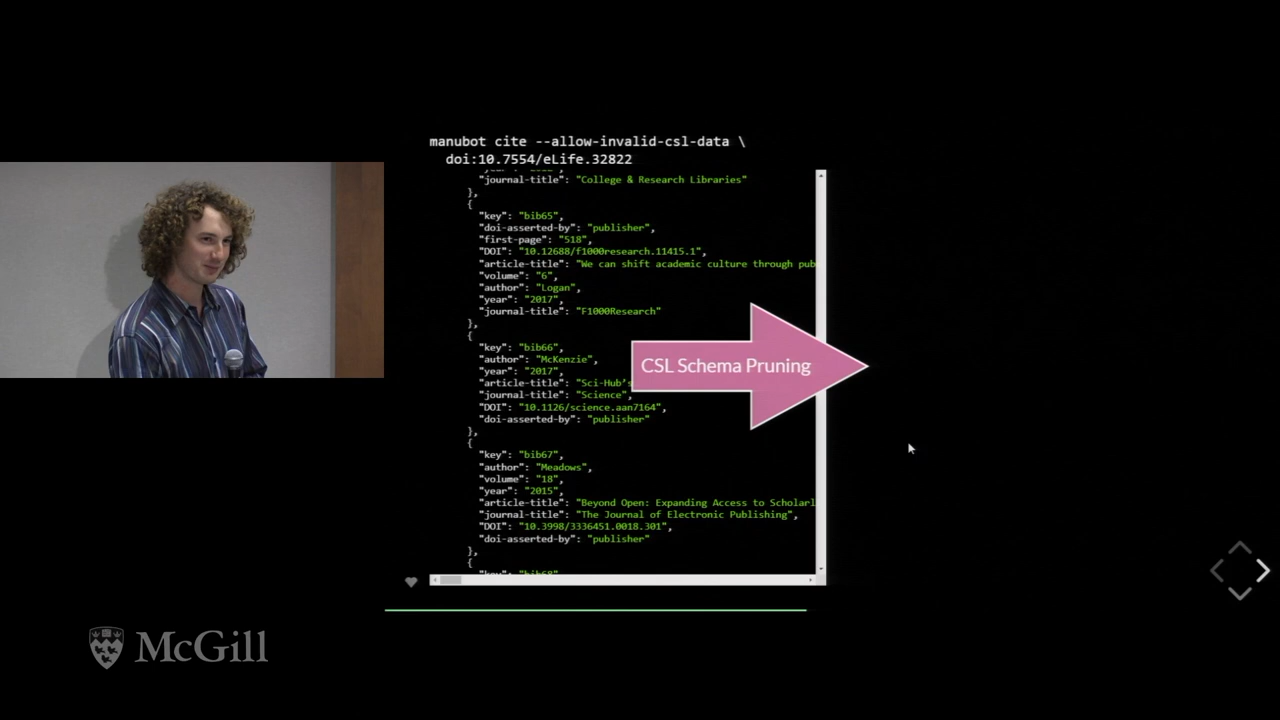 manubot cite --allow-invalid-csl-data \
doi:10.7554/eLife.32822
"journal-title": "College & Research Libraries"
},
{
"key": "bib65",
"doi-asserted-by": "publisher",
"first-page": "518",
"DOI": "10.12688/f1000research.11415.1",
"article-title": "We can shift academic culture through pub
"volume": "6",
"author": "Logan",
"year": "2017",
"journal-title": "F1000Research"
},
{
"key": "bib66",
"author": "McKenzie",
"year": "2017",
"article-title": "Sci-Hub's
"journal-title": "Science",
"DOI": "10.1126/science.aan7164",
"doi-asserted-by": "publisher"
},
{
"key": "bib67",
"author": "Meadows",
"volume": "18",
"year": "2015",
"article-title": "Beyond Open: Expanding Access to Scholarl
"journal-title": "The Journal of Electronic Publishing",
"DOI": "10.3998/3336451.0018.301",
"doi-asserted-by": "publisher"
},
{
CSL Schema Pruning
McGill